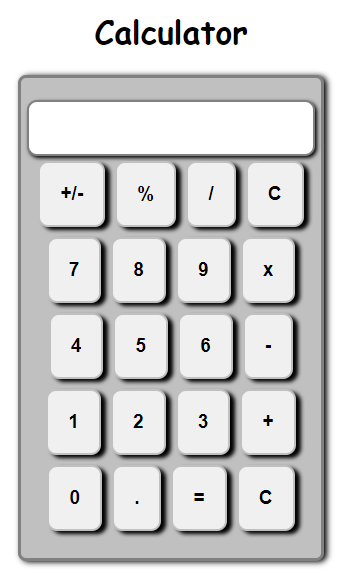 Calculator
+/- % / C
7 8 9 x
4 5 6 -
1 2 3 +
0 . = C